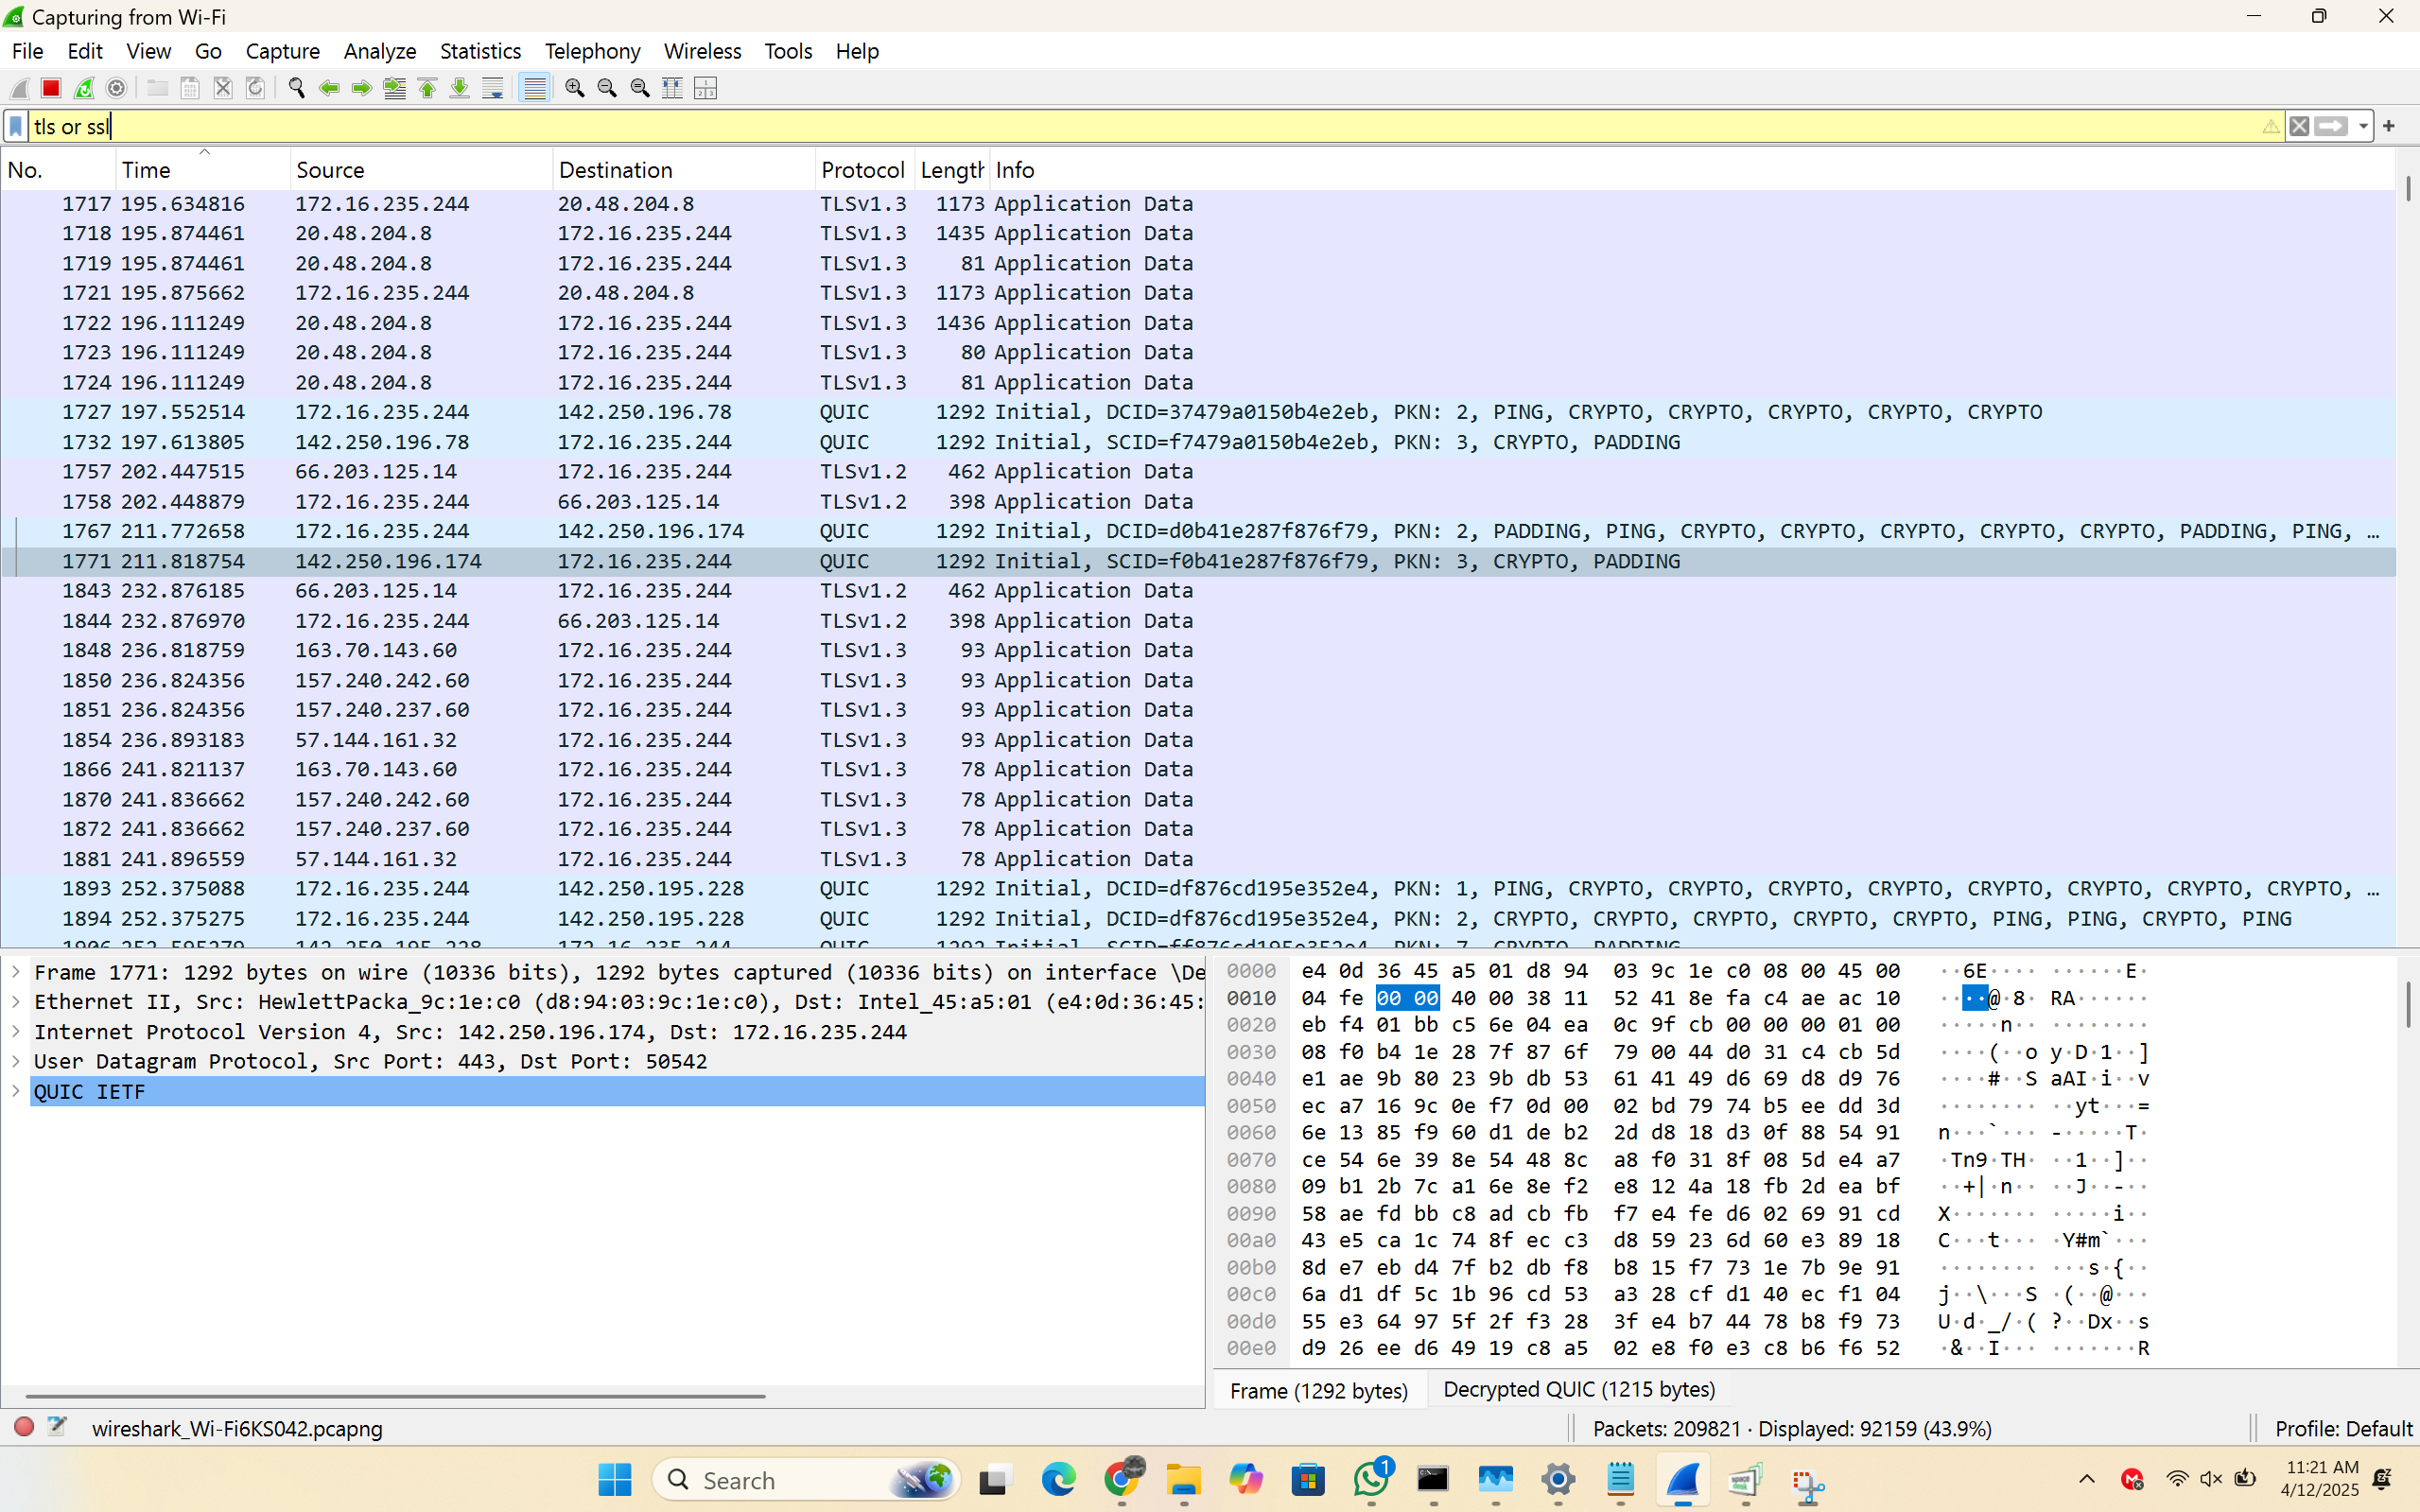 Capturing from Wi-Fi
File Edit View Go Capture Analyze Statistics Telephony Wireless Tools Help
tls or ssl
No. Time Source Destination Protocol Length Info
1717 195.634816 172.16.235.244 20.48.204.8 TLSv1.3 1173 Application Data
1718 195.874461 20.48.204.8 172.16.235.244 TLSv1.3 1435 Application Data
1719 195.874461 20.48.204.8 172.16.235.244 TLSv1.3 81 Application Data
1721 195.875662 172.16.235.244 20.48.204.8 TLSv1.3 1173 Application Data
1722 196.111249 20.48.204.8 172.16.235.244 TLSv1.3 1436 Application Data
1723 196.111249 20.48.204.8 172.16.235.244 TLSv1.3 80 Application Data
1724 196.111249 20.48.204.8 172.16.235.244 TLSv1.3 81 Application Data
1727 197.552514 172.16.235.244 142.250.196.78 QUIC 1292 Initial, DCID=37479a0150b4e2eb, PKN: 2, PING, CRYPTO, CRYPTO, CRYPTO, CRYPTO, CRYPTO
1732 197.613805 142.250.196.78 172.16.235.244 QUIC 1292 Initial, SCID=f7479a0150b4e2eb, PKN: 3, CRYPTO, PADDING
1757 202.447515 66.203.125.14 172.16.235.244 TLSv1.2 462 Application Data
1758 202.448879 172.16.235.244 66.203.125.14 TLSv1.2 398 Application Data
1767 211.772658 172.16.235.244 142.250.196.174 QUIC 1292 Initial, DCID=d0b41e287f876f79, PKN: 2, PADDING, PING, CRYPTO, CRYPTO, CRYPTO, CRYPTO, CRYPTO, PADDING, PING, …
1771 211.818754 142.250.196.174 172.16.235.244 QUIC 1292 Initial, SCID=f0b41e287f876f79, PKN: 3, CRYPTO, PADDING
1843 232.876185 66.203.125.14 172.16.235.244 TLSv1.2 462 Application Data
1844 232.876970 172.16.235.244 66.203.125.14 TLSv1.2 398 Application Data
1848 236.818759 163.70.143.60 172.16.235.244 TLSv1.3 93 Application Data
1850 236.824356 157.240.242.60 172.16.235.244 TLSv1.3 93 Application Data
1851 236.824356 157.240.237.60 172.16.235.244 TLSv1.3 93 Application Data
1854 236.893183 57.144.161.32 172.16.235.244 TLSv1.3 93 Application Data
1866 241.821137 163.70.143.60 172.16.235.244 TLSv1.3 78 Application Data
1870 241.836662 157.240.242.60 172.16.235.244 TLSv1.3 78 Application Data
1872 241.836662 157.240.237.60 172.16.235.244 TLSv1.3 78 Application Data
1881 241.896559 57.144.161.32 172.16.235.244 TLSv1.3 78 Application Data
1893 252.375088 172.16.235.244 142.250.195.228 QUIC 1292 Initial, DCID=df876cd195e352e4, PKN: 1, PING, CRYPTO, CRYPTO, CRYPTO, CRYPTO, CRYPTO, CRYPTO, CRYPTO, CRYPTO, …
1894 252.375275 172.16.235.244 142.250.195.228 QUIC 1292 Initial, DCID=df876cd195e352e4, PKN: 2, CRYPTO, CRYPTO, CRYPTO, CRYPTO, CRYPTO, PING, PING, CRYPTO, PING
1906 252.595279 142.250.195.228 172.16.235.244 QUIC 1292 Initial, SCID=ff876cd195e352e4, PKN: 7, CRYPTO, PADDING
Frame 1771: 1292 bytes on wire (10336 bits), 1292 bytes captured (10336 bits) on interface \De
Ethernet II, Src: HewlettPacka_9c:1e:c0 (d8:94:03:9c:1e:c0), Dst: Intel_45:a5:01 (e4:0d:36:45:
Internet Protocol Version 4, Src: 142.250.196.174, Dst: 172.16.235.244
User Datagram Protocol, Src Port: 443, Dst Port: 50542
QUIC IETF
0000 e4 0d 36 45 a5 01 d8 94 03 9c 1e c0 08 00 45 00 ··6E···· ······E·
0010 04 fe 00 00 40 00 38 11 52 41 8e fa c4 ae ac 10 ····@·8· RA······
0020 eb f4 01 bb c5 6e 04 ea 0c 9f cb 00 00 00 01 00 ·····n·· ········
0030 08 f0 b4 1e 28 7f 87 6f 79 00 44 d0 31 c4 cb 5d ····(··o y·D·1··]
0040 e1 ae 9b 80 23 9b db 53 61 41 49 d6 69 d8 d9 76 ····#··S aAI·i··v
0050 ec a7 16 9c 0e f7 0d 00 02 bd 79 74 b5 ee dd 3d ········ ··yt···=
0060 6e 13 85 f9 60 d1 de b2 2d d8 18 d3 0f 88 54 91 n···`··· -·····T·
0070 ce 54 6e 39 8e 54 48 8c a8 f0 31 8f 08 5d e4 a7 ·Tn9·TH· ··1··]··
0080 09 b1 2b 7c a1 6e 8e f2 e8 12 4a 18 fb 2d ea bf ··+|·n·· ··J··-··
0090 58 ae fd bb c8 ad cb fb f7 e4 fe d6 02 69 91 cd X······· ·····i··
00a0 43 e5 ca 1c 74 8f ec c3 d8 59 23 6d 60 e3 89 18 C···t··· ·Y#m`···
00b0 8d e7 eb d4 7f b2 db f8 b8 15 f7 73 1e 7b 9e 91 ········ ···s·{··
00c0 6a d1 df 5c 1b 96 cd 53 a3 28 cf d1 40 ec f1 04 j··\···S ·(··@···
00d0 55 e3 64 97 5f 2f f3 28 3f e4 b7 44 78 b8 f9 73 U·d·_/·( ?··Dx··s
00e0 d9 26 ee d6 49 19 c8 a5 02 e8 f0 e3 c8 b6 f6 52 ·&··I··· ·······R
Frame (1292 bytes) Decrypted QUIC (1215 bytes)
wireshark_Wi-Fi6KS042.pcapng Packets: 209821 · Displayed: 92159 (43.9%) Profile: Default
Search 1 11:21 AM
4/12/2025